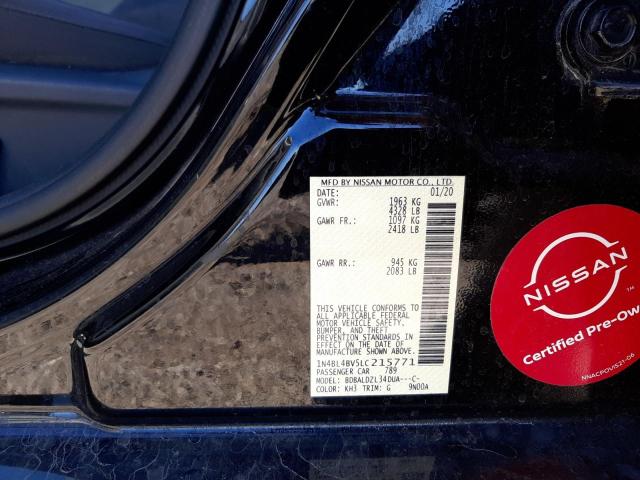 MFD BY NISSAN MOTOR CO., LTD.
DATE: 01/20
GVWR: 1963 KG
4328 LB
GAWR FR.: 1097 KG
2418 LB
GAWR RR.: 945 KG
2083 LB
THIS VEHICLE CONFORMS TO
ALL APPLICABLE FEDERAL
MOTOR VEHICLE SAFETY,
BUMPER, AND THEFT
PREVENTION STANDARDS IN
EFFECT ON THE DATE OF
MANUFACTURE SHOWN ABOVE.
1N4BL4BV5LC215771
PASSENGER CAR 789
MODEL: BDBALDZL34DUA---C-
COLOR: KH3 TRIM: G 9N00A
NISSAN
TM
Certified Pre-Ow
NNACPOVIS21-06